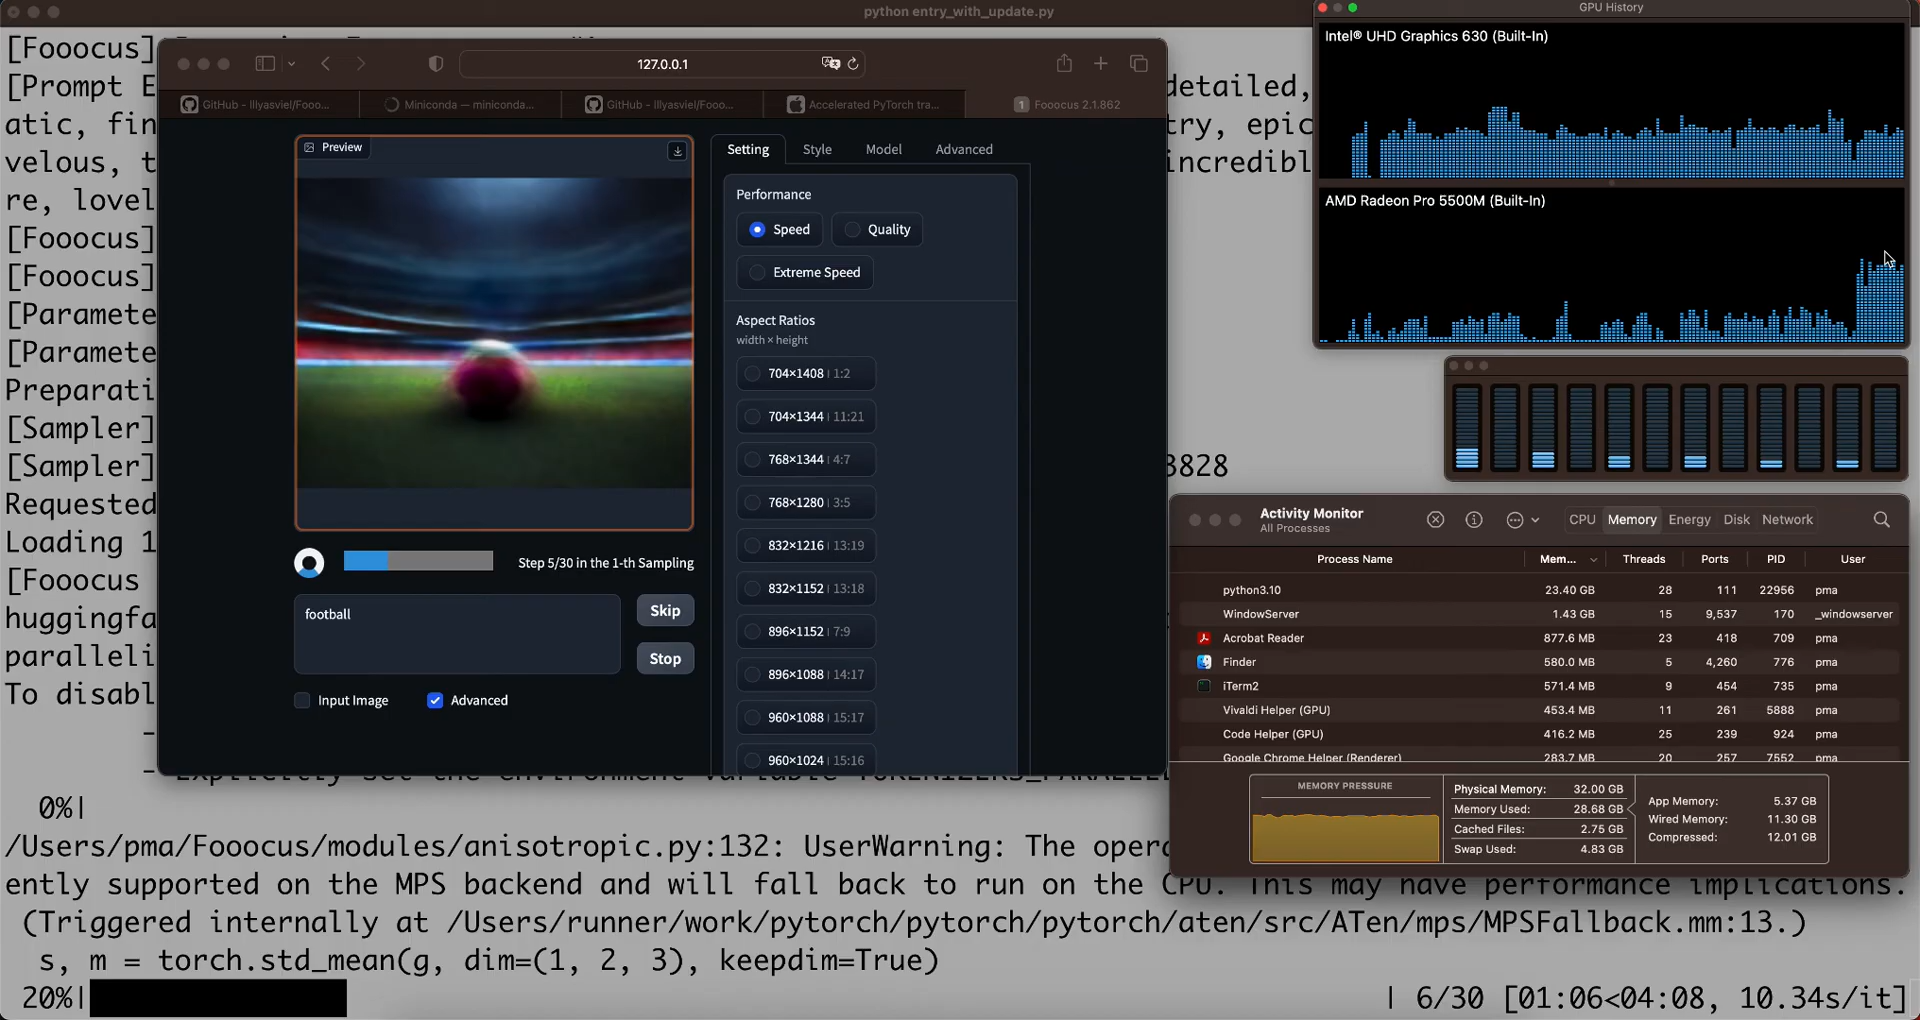 python entry_with_update.py
[Fooocus]
[Prompt E
detailed,
atic, fin
try, epic
velous, t
incredibl
re, lovel
[Fooocus]
[Fooocus]
[Paramete
[Paramete
Preparati
[Sampler]
[Sampler]
3828
Requested
Loading 1
[Fooocus
huggingfa
paralleli
To disabl
-
0%|
/Users/pma/Fooocus/modules/anisotropic.py:132: UserWarning: The opera
ently supported on the MPS backend and will fall back to run on the CPU. This may have performance implications.
(Triggered internally at /Users/runner/work/pytorch/pytorch/pytorch/aten/src/ATen/mps/MPSFallback.mm:13.)
s, m = torch.std_mean(g, dim=(1, 2, 3), keepdim=True)
20%|
| 6/30 [01:06<04:08, 10.34s/it]
127.0.0.1
GitHub - lllyasviel/Fooo...
Miniconda — miniconda...
GitHub - lllyasviel/Fooo...
Accelerated PyTorch tra...
1 Fooocus 2.1.862
Preview
Step 5/30 in the 1-th Sampling
football
Skip
Stop
Input Image
Advanced
Setting
Style
Model
Advanced
Performance
Speed
Quality
Extreme Speed
Aspect Ratios
width × height
704×1408 | 1:2
704×1344 | 11:21
768×1344 | 4:7
768×1280 | 3:5
832×1216 | 13:19
832×1152 | 13:18
896×1152 | 7:9
896×1088 | 14:17
960×1088 | 15:17
960×1024 | 15:16
GPU History
Intel® UHD Graphics 630 (Built-In)
AMD Radeon Pro 5500M (Built-In)
Activity Monitor
All Processes
CPU Memory Energy Disk Network
Process Name Mem... Threads Ports PID User
python3.10 23.40 GB 28 111 22956 pma
WindowServer 1.43 GB 15 9,537 170 _windowserver
Acrobat Reader 877.6 MB 23 418 709 pma
Finder 580.0 MB 5 4,260 776 pma
iTerm2 571.4 MB 9 454 735 pma
Vivaldi Helper (GPU) 453.4 MB 11 261 5888 pma
Code Helper (GPU) 416.2 MB 25 239 924 pma
Google Chrome Helper (Renderer) 283.7 MB 20 257 7552 pma
MEMORY PRESSURE
Physical Memory: 32.00 GB
Memory Used: 28.68 GB
Cached Files: 2.75 GB
Swap Used: 4.83 GB
App Memory: 5.37 GB
Wired Memory: 11.30 GB
Compressed: 12.01 GB